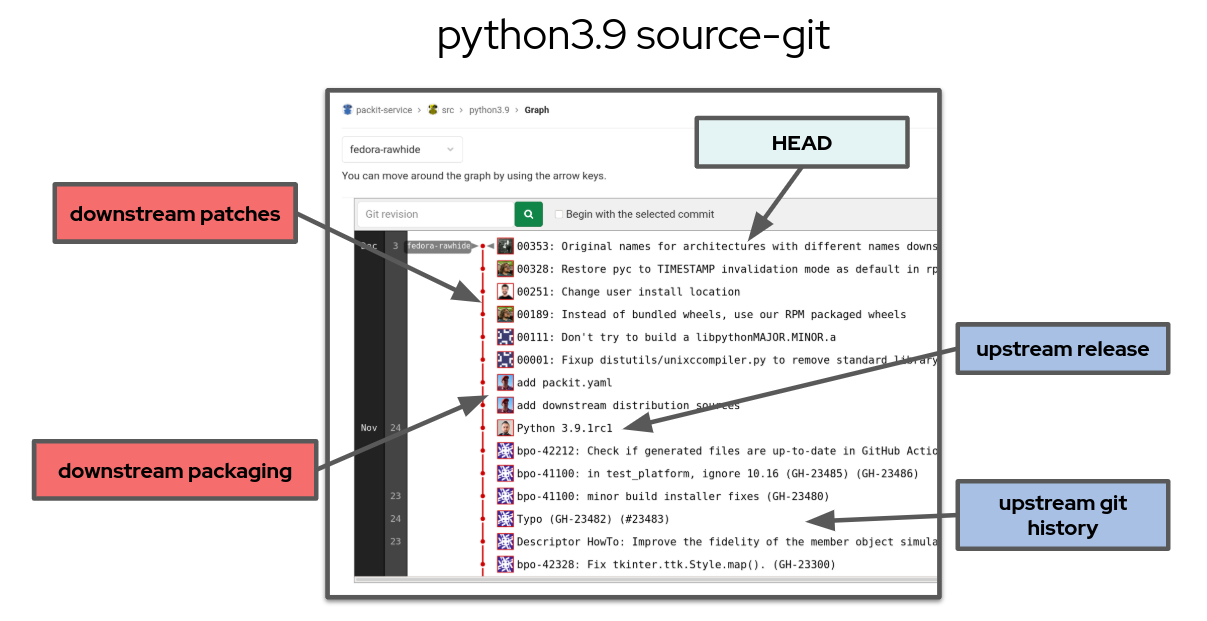 python3.9 source-git
packit-service > src > python3.9 > Graph
HEAD
fedora-rawhide
You can move around the graph by using the arrow keys.
downstream patches
Git revision
Begin with the selected commit
Dec 3 fedora-rawhide 00353: Original names for architectures with different names downs
00328: Restore pyc to TIMESTAMP invalidation mode as default in rp
00251: Change user install location
00189: Instead of bundled wheels, use our RPM packaged wheels
00111: Don't try to build a libpythonMAJOR.MINOR.a
upstream release
00001: Fixup distutils/unixccompiler.py to remove standard library
add packit.yaml
add downstream distribution sources
Nov 24 Python 3.9.1rc1
bpo-42212: Check if generated files are up-to-date in GitHub Actio
downstream packaging
bpo-41100: in test_platform, ignore 10.16 (GH-23485) (GH-23486)
23 bpo-41100: minor build installer fixes (GH-23480)
upstream git
history
24 Typo (GH-23482) (#23483)
23 Descriptor HowTo: Improve the fidelity of the member object simula
bpo-42328: Fix tkinter.ttk.Style.map(). (GH-23300)